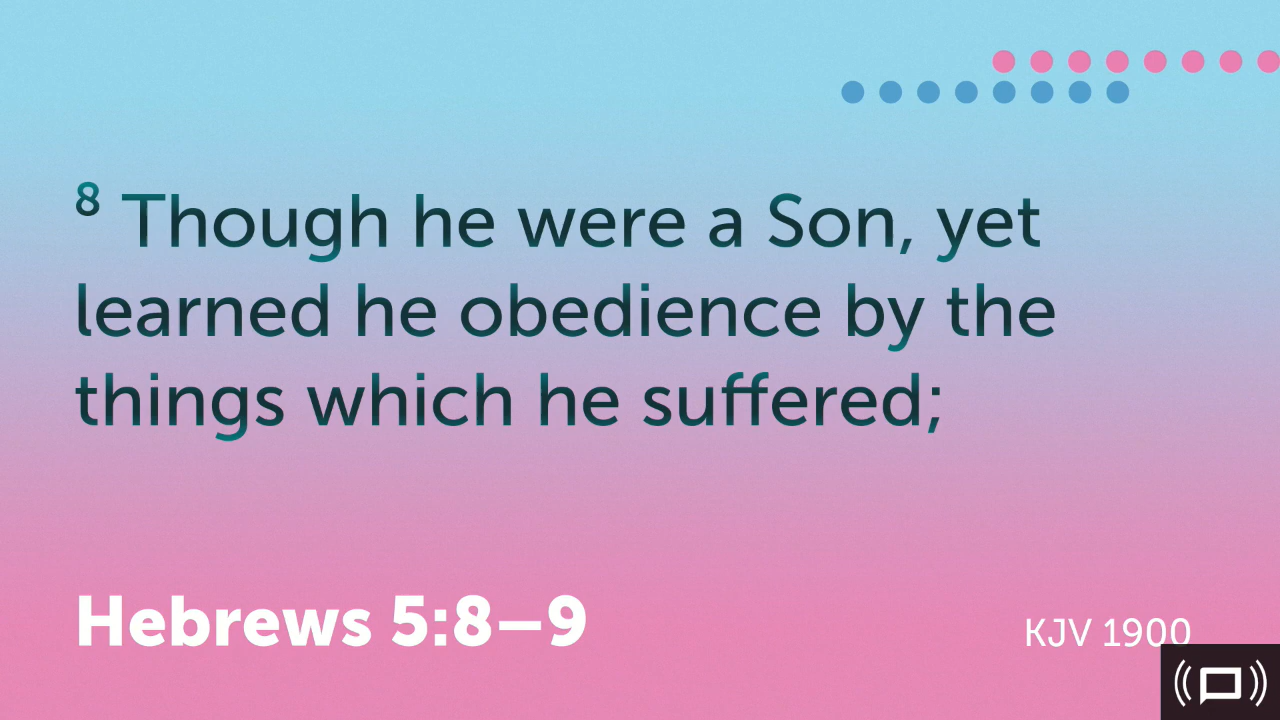 8 Though he were a Son, yet
learned he obedience by the
things which he suffered;
Hebrews 5:8–9
KJV 1900